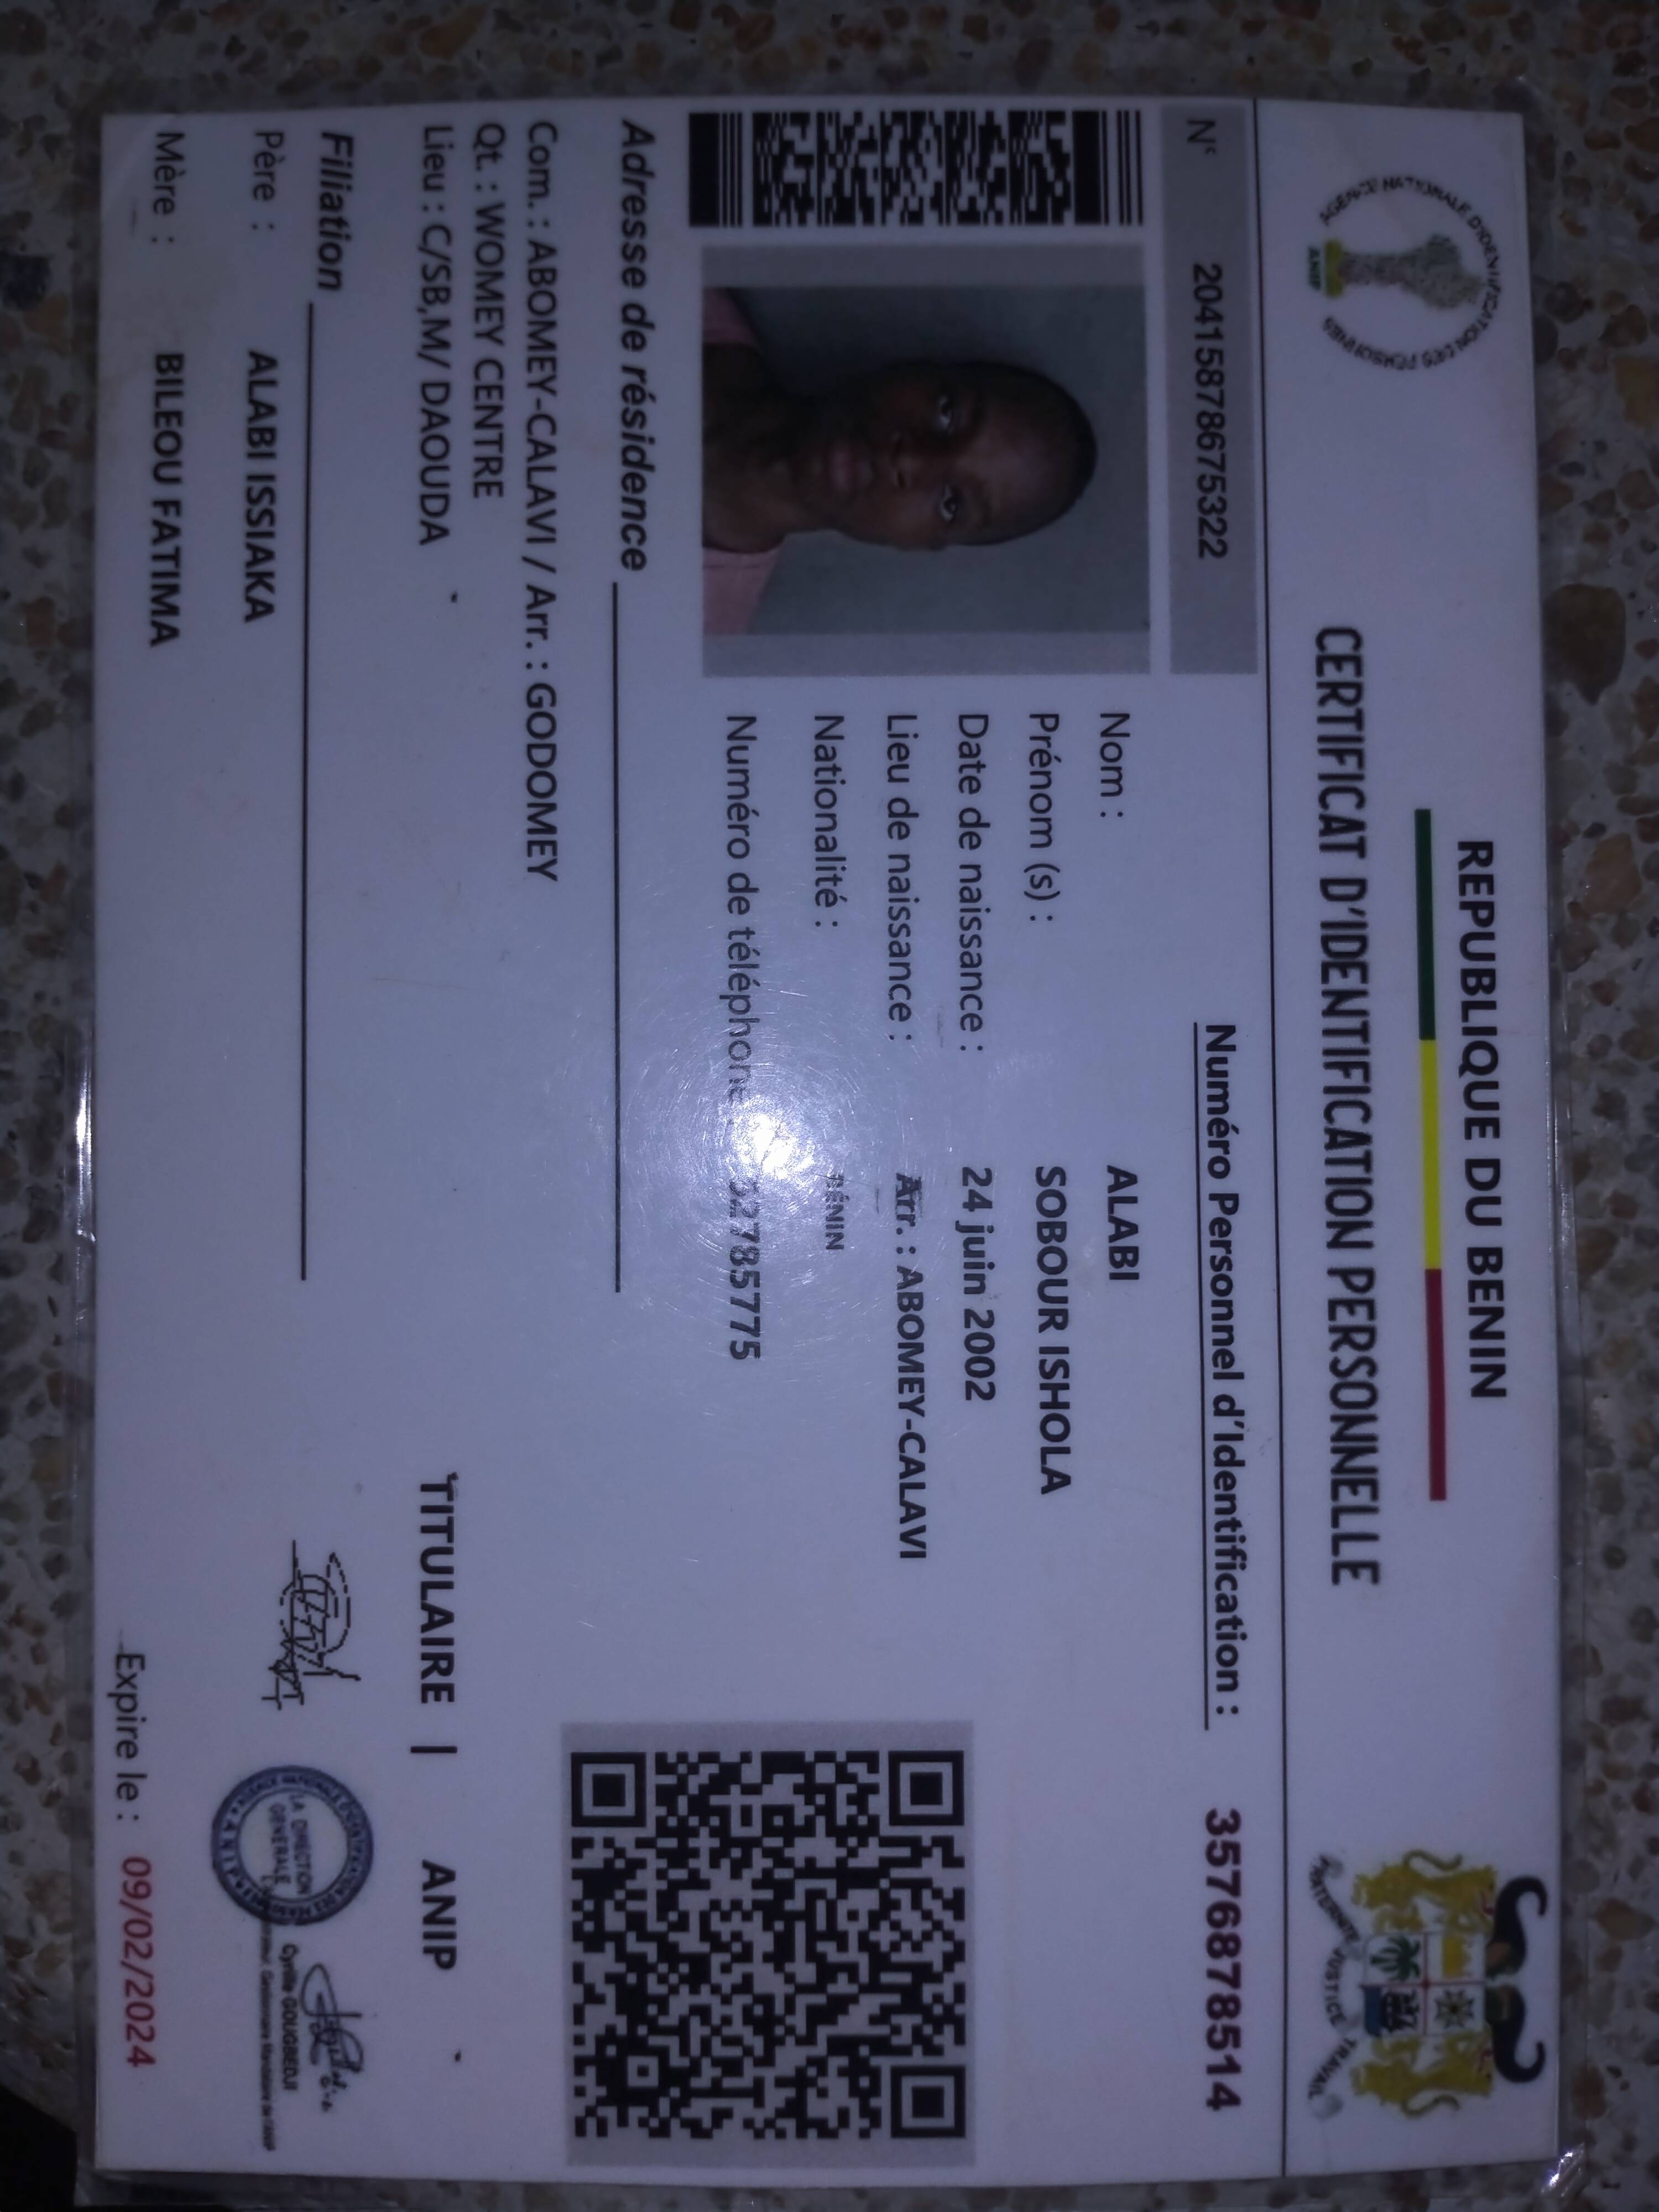 REPUBLIQUE DU BENIN
AGENCE NATIONALE D'IDENTIFICATION DES PERSONNES
ANIP
FRATERNITE JUSTICE TRAVAIL
CERTIFICAT D'IDENTIFICATION PERSONNELLE
N° 20415878675322
Numéro Personnel d'Identification : 3576878514
Nom : ALABI
Prénom (s) : SOBOUR ISHOLA
Date de naissance : 24 juin 2002
Lieu de naissance : Arr. : ABOMEY-CALAVI
Nationalité : BÉNIN
Numéro de téléphone
Adresse de résidence
Com. : ABOMEY-CALAVI / Arr. : GODOMEY
Qt. : WOMEY CENTRE
Lieu : C/SB,M/ DAOUDA
TITULAIRE | ANIP
Filiation
Père : ALABI ISSIAKA
Mère : BILEOU FATIMA
LA DIRECTION GENERALE
Cyrille GOUGBEDJI
Expire le : 09/02/2024